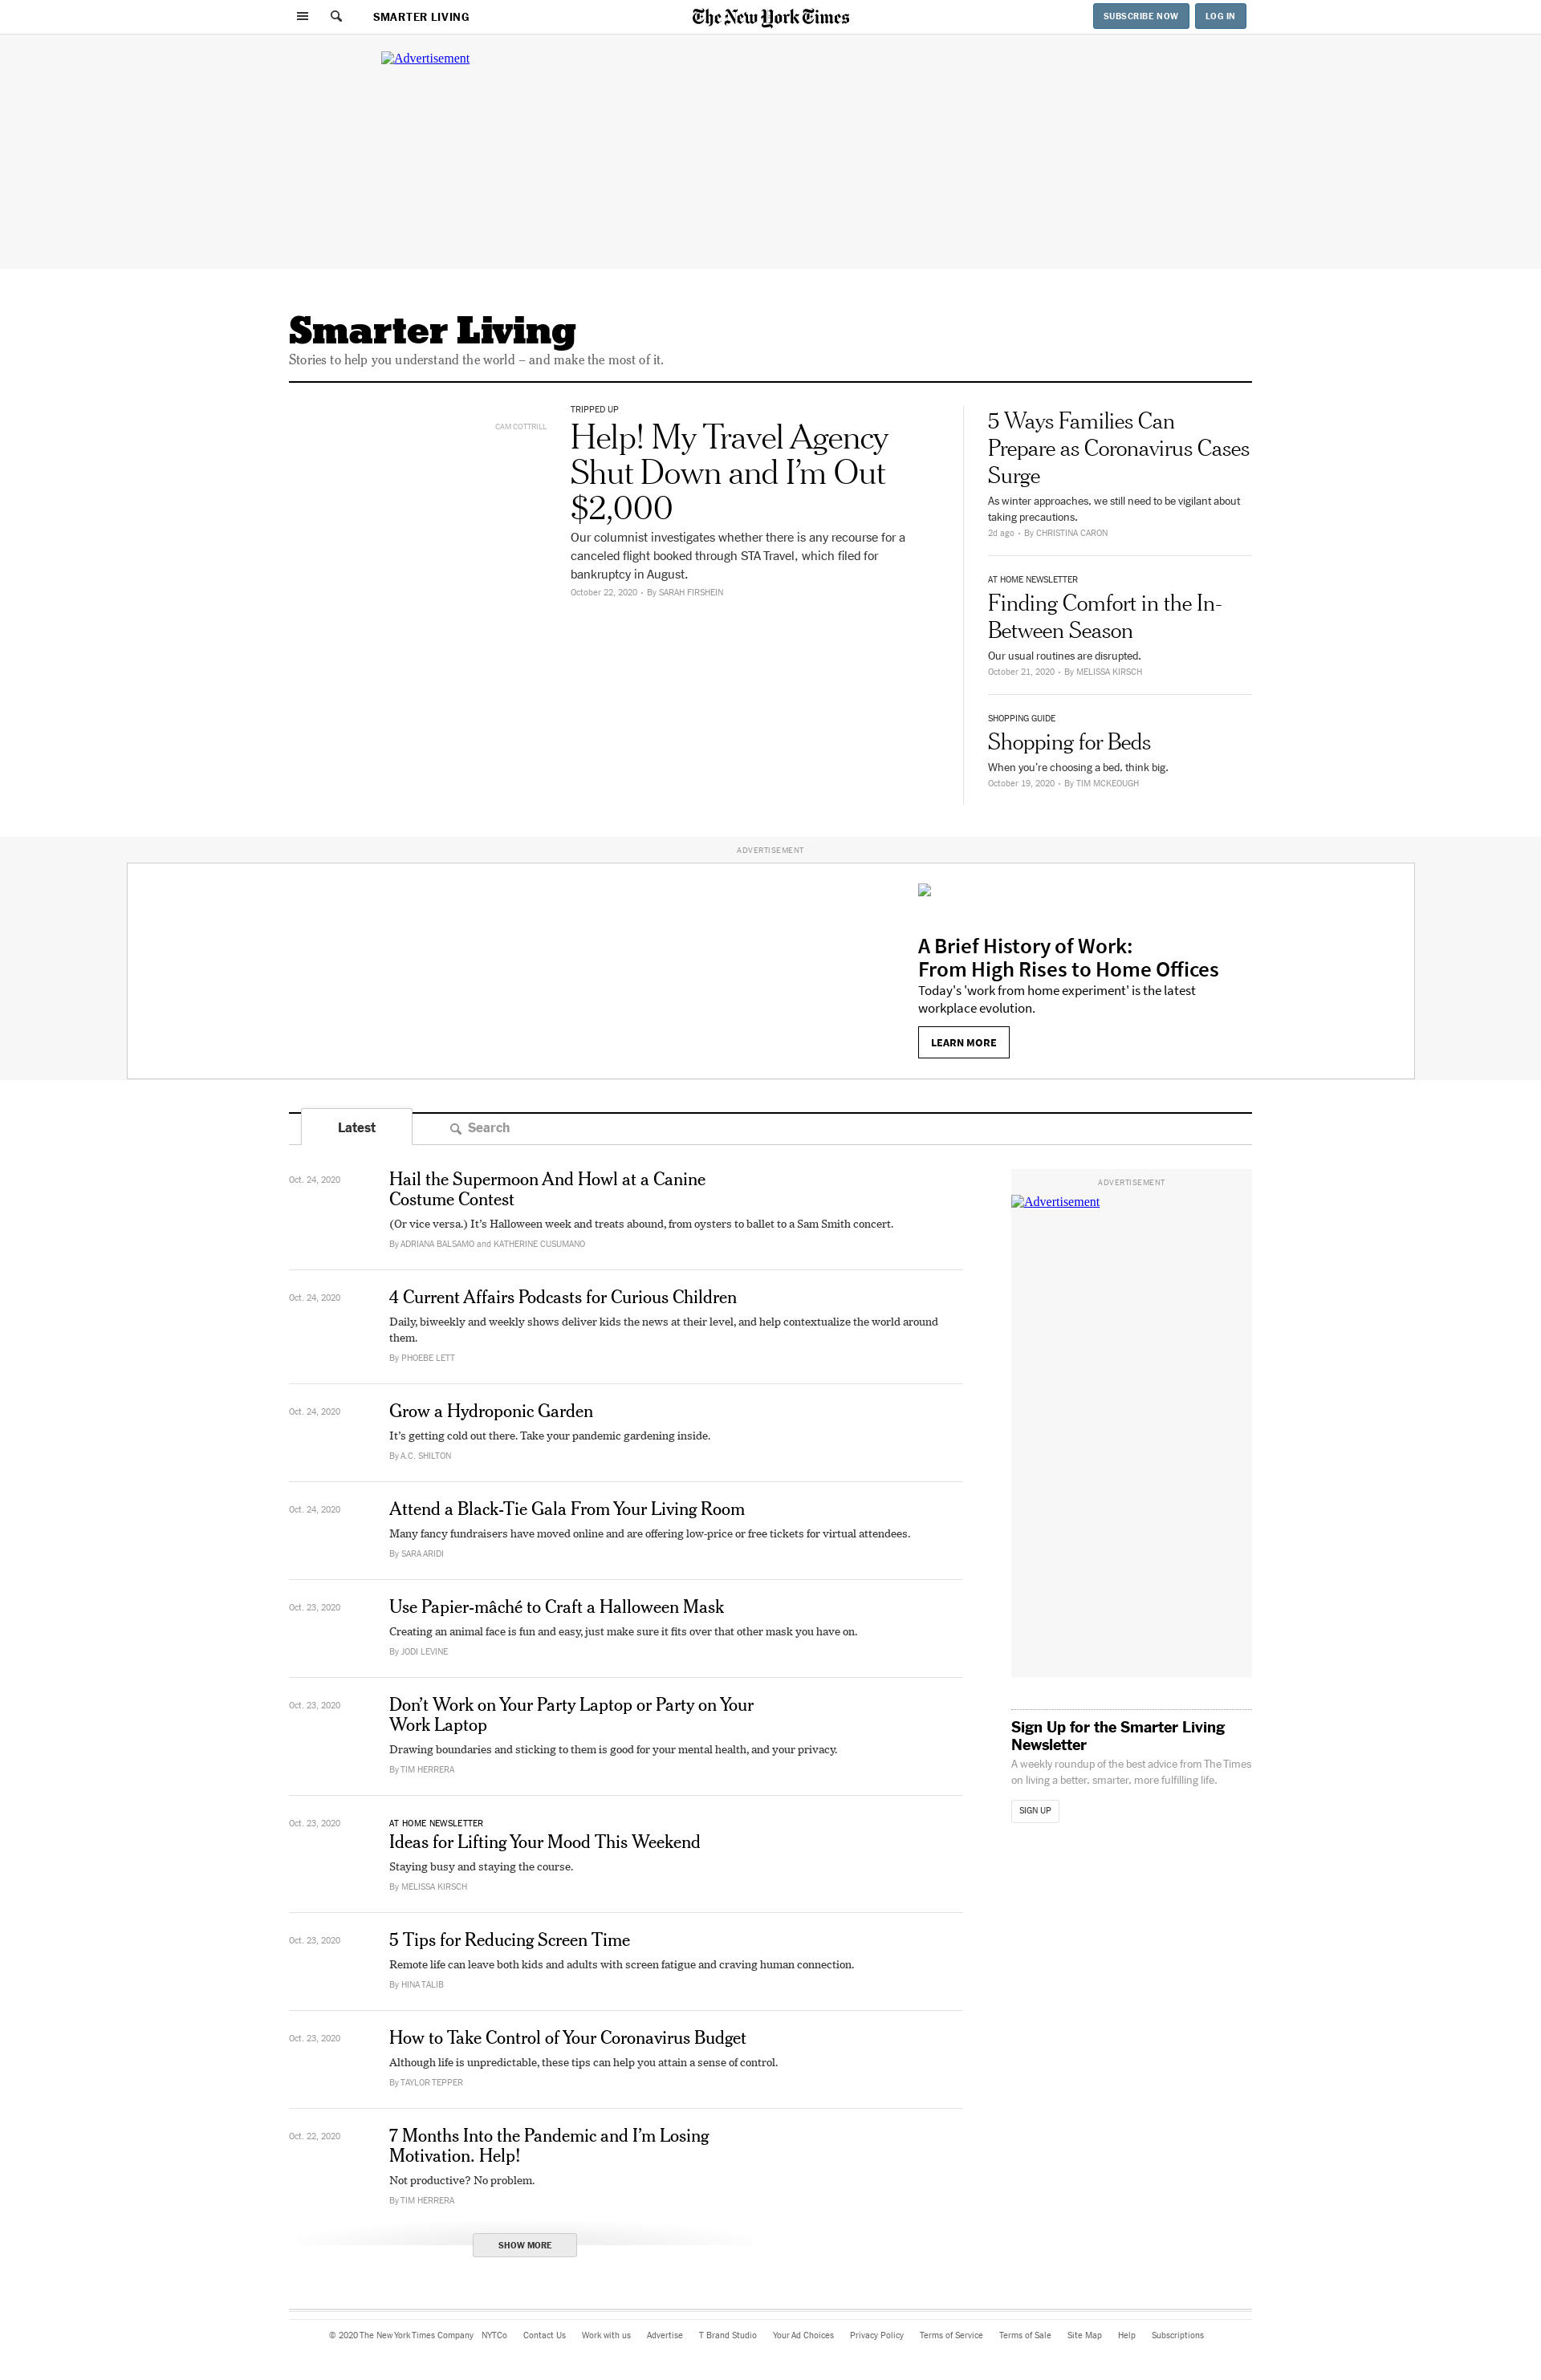 SMARTER LIVING
The New York Times
SUBSCRIBE NOW
LOG IN
Advertisement
Smarter Living
Stories to help you understand the world – and make the most of it.
CAM COTTRILL
TRIPPED UP
Help! My Travel Agency
Shut Down and I’m Out
$2,000
Our columnist investigates whether there is any recourse for a
canceled flight booked through STA Travel, which filed for
bankruptcy in August.
October 22, 2020 • By SARAH FIRSHEIN
5 Ways Families Can
Prepare as Coronavirus Cases
Surge
As winter approaches, we still need to be vigilant about
taking precautions.
2d ago • By CHRISTINA CARON
AT HOME NEWSLETTER
Finding Comfort in the In-
Between Season
Our usual routines are disrupted.
October 21, 2020 • By MELISSA KIRSCH
SHOPPING GUIDE
Shopping for Beds
When you’re choosing a bed, think big.
October 19, 2020 • By TIM MCKEOUGH
ADVERTISEMENT
A Brief History of Work:
From High Rises to Home Offices
Today's 'work from home experiment' is the latest
workplace evolution.
LEARN MORE
Latest
Search
Oct. 24, 2020
Hail the Supermoon And Howl at a Canine
Costume Contest
(Or vice versa.) It’s Halloween week and treats abound, from oysters to ballet to a Sam Smith concert.
By ADRIANA BALSAMO and KATHERINE CUSUMANO
Oct. 24, 2020
4 Current Affairs Podcasts for Curious Children
Daily, biweekly and weekly shows deliver kids the news at their level, and help contextualize the world around
them.
By PHOEBE LETT
Oct. 24, 2020
Grow a Hydroponic Garden
It’s getting cold out there. Take your pandemic gardening inside.
By A.C. SHILTON
Oct. 24, 2020
Attend a Black-Tie Gala From Your Living Room
Many fancy fundraisers have moved online and are offering low-price or free tickets for virtual attendees.
By SARA ARIDI
Oct. 23, 2020
Use Papier-mâché to Craft a Halloween Mask
Creating an animal face is fun and easy, just make sure it fits over that other mask you have on.
By JODI LEVINE
Oct. 23, 2020
Don’t Work on Your Party Laptop or Party on Your
Work Laptop
Drawing boundaries and sticking to them is good for your mental health, and your privacy.
By TIM HERRERA
Oct. 23, 2020
AT HOME NEWSLETTER
Ideas for Lifting Your Mood This Weekend
Staying busy and staying the course.
By MELISSA KIRSCH
Oct. 23, 2020
5 Tips for Reducing Screen Time
Remote life can leave both kids and adults with screen fatigue and craving human connection.
By HINA TALIB
Oct. 23, 2020
How to Take Control of Your Coronavirus Budget
Although life is unpredictable, these tips can help you attain a sense of control.
By TAYLOR TEPPER
Oct. 22, 2020
7 Months Into the Pandemic and I’m Losing
Motivation. Help!
Not productive? No problem.
By TIM HERRERA
SHOW MORE
ADVERTISEMENT
Advertisement
Sign Up for the Smarter Living
Newsletter
A weekly roundup of the best advice from The Times
on living a better, smarter, more fulfilling life.
SIGN UP
© 2020 The New York Times Company NYTCo Contact Us Work with us Advertise T Brand Studio Your Ad Choices Privacy Policy Terms of Service Terms of Sale Site Map Help Subscriptions